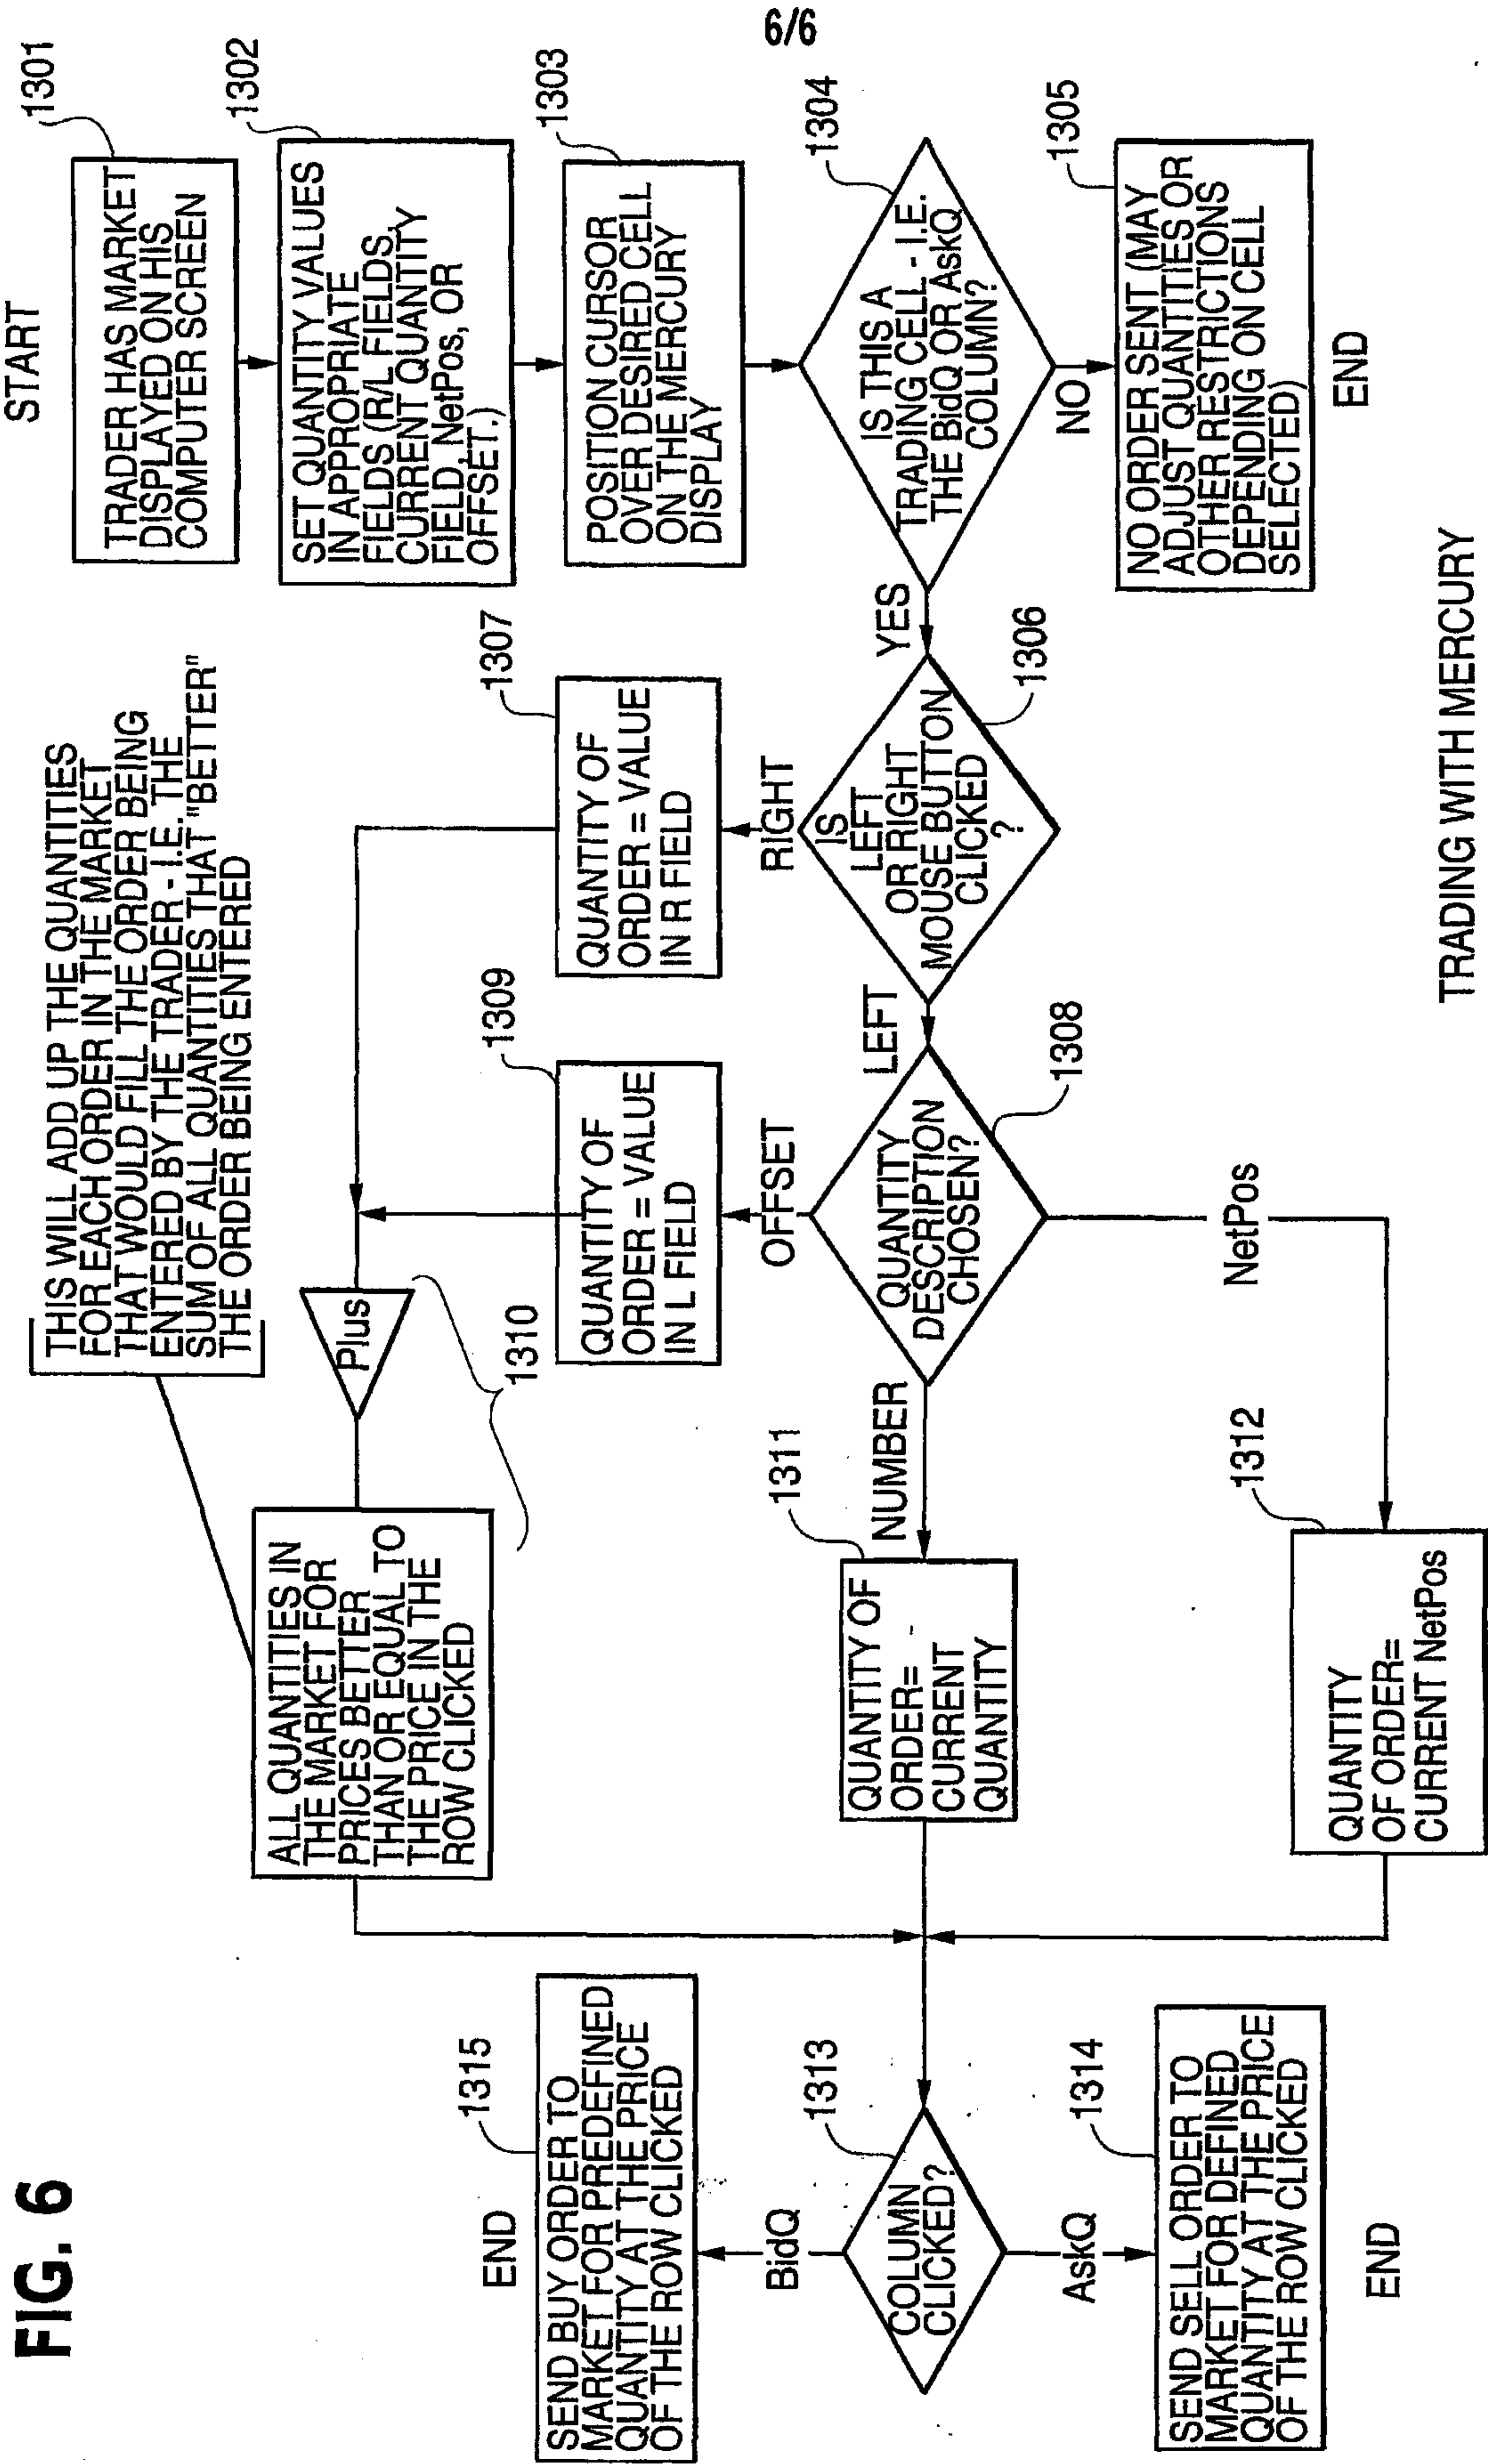 FIG. 6
9/9
START
1301
TRADER HAS MARKET
DISPLAYED ON HIS
COMPUTER SCREEN
1302
SET QUANTITY VALUES
IN APPROPRIATE
FIELDS (R/L FIELDS,
CURRENT QUANTITY
FIELD, NetPos, OR
OFFSET.)
1303
POSITION CURSOR
OVER DESIRED CELL
ON THE MERCURY
DISPLAY
1304
IS THIS A
TRADING CELL - I.E.
THE BidQ OR AskQ
COLUMN?
NO
1305
NO ORDER SENT (MAY
ADJUST QUANTITIES OR
OTHER RESTRICTIONS
DEPENDING ON CELL
SELECTED)
END
YES
1306
IS
LEFT
OR RIGHT
MOUSE BUTTON
CLICKED
?
RIGHT
1307
QUANTITY OF
ORDER = VALUE
IN R FIELD
LEFT
1308
QUANTITY
DESCRIPTION
CHOSEN?
OFFSET
1309
QUANTITY OF
ORDER = VALUE
IN L FIELD
Plus
1310
THIS WILL ADD UP THE QUANTITIES
FOR EACH ORDER IN THE MARKET
THAT WOULD FILL THE ORDER BEING
ENTERED BY THE TRADER - I.E. THE
SUM OF ALL QUANTITIES THAT "BETTER"
THE ORDER BEING ENTERED
ALL QUANTITIES IN
THE MARKET FOR
PRICES BETTER
THAN OR EQUAL TO
THE PRICE IN THE
ROW CLICKED
NUMBER
1311
QUANTITY OF
ORDER=
CURRENT
QUANTITY
NetPos
1312
QUANTITY
OF ORDER=
CURRENT NetPos
1313
COLUMN
CLICKED?
BidQ
1315
SEND BUY ORDER TO
MARKET FOR PREDEFINED
QUANTITY AT THE PRICE
OF THE ROW CLICKED
END
AskQ
1314
SEND SELL ORDER TO
MARKET FOR DEFINED
QUANTITY AT THE PRICE
OF THE ROW CLICKED
END
TRADING WITH MERCURY